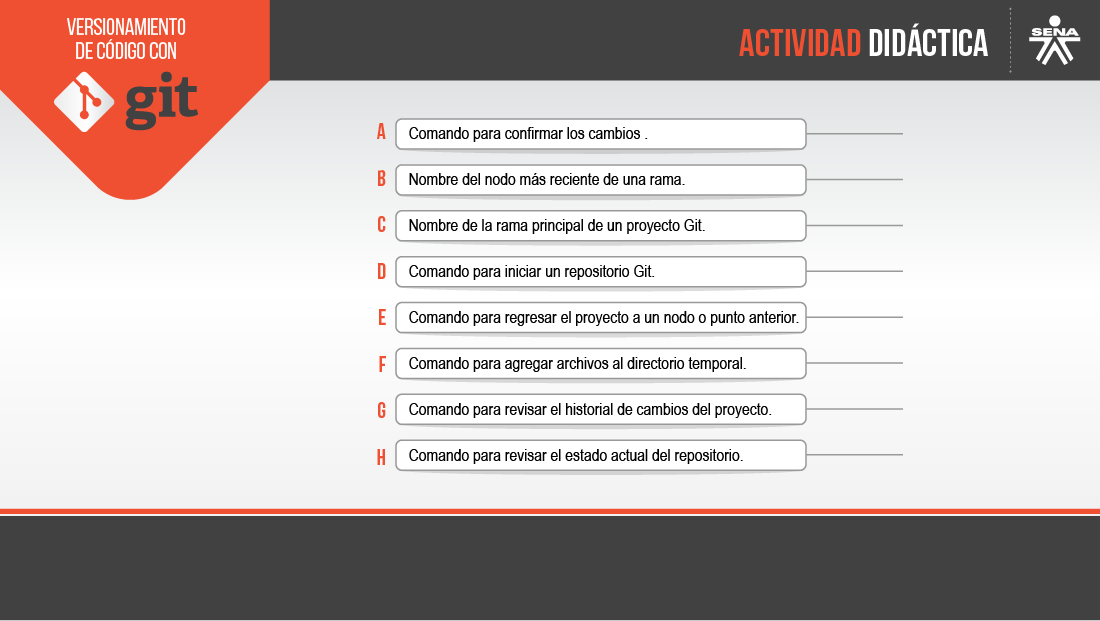 VERSIONAMIENTO
DE CÓDIGO CON
git
ACTIVIDAD DIDÁCTICA
SENA
A Comando para confirmar los cambios .
B Nombre del nodo más reciente de una rama.
C Nombre de la rama principal de un proyecto Git.
D Comando para iniciar un repositorio Git.
E Comando para regresar el proyecto a un nodo o punto anterior.
F Comando para agregar archivos al directorio temporal.
G Comando para revisar el historial de cambios del proyecto.
H Comando para revisar el estado actual del repositorio.